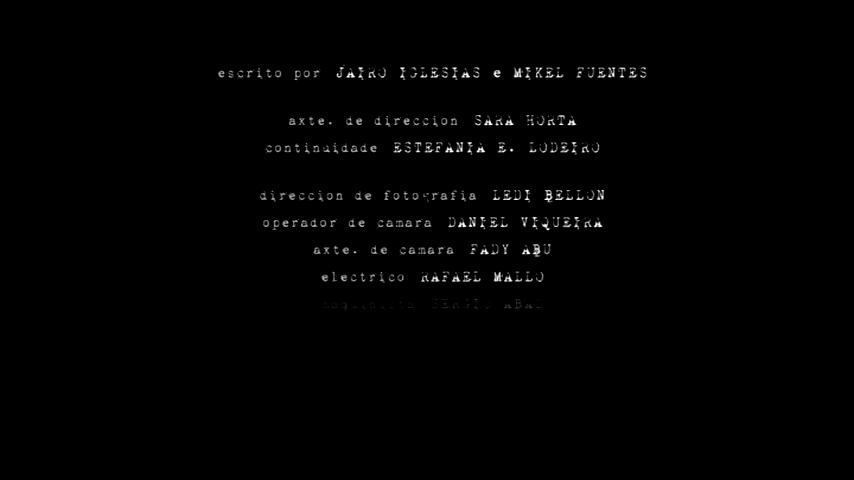 escrito por JAIRO IGLESIAS e MIKEL FUENTES
axte. de direccion SARA HORTA
continuidade ESTEFANIA E. LODEIRO
direccion de fotografia LEDI BELLON
operador de camara DANIEL VIQUEIRA
axte. de camara FADY ABU
electrico RAFAEL MALLO
SERGIO